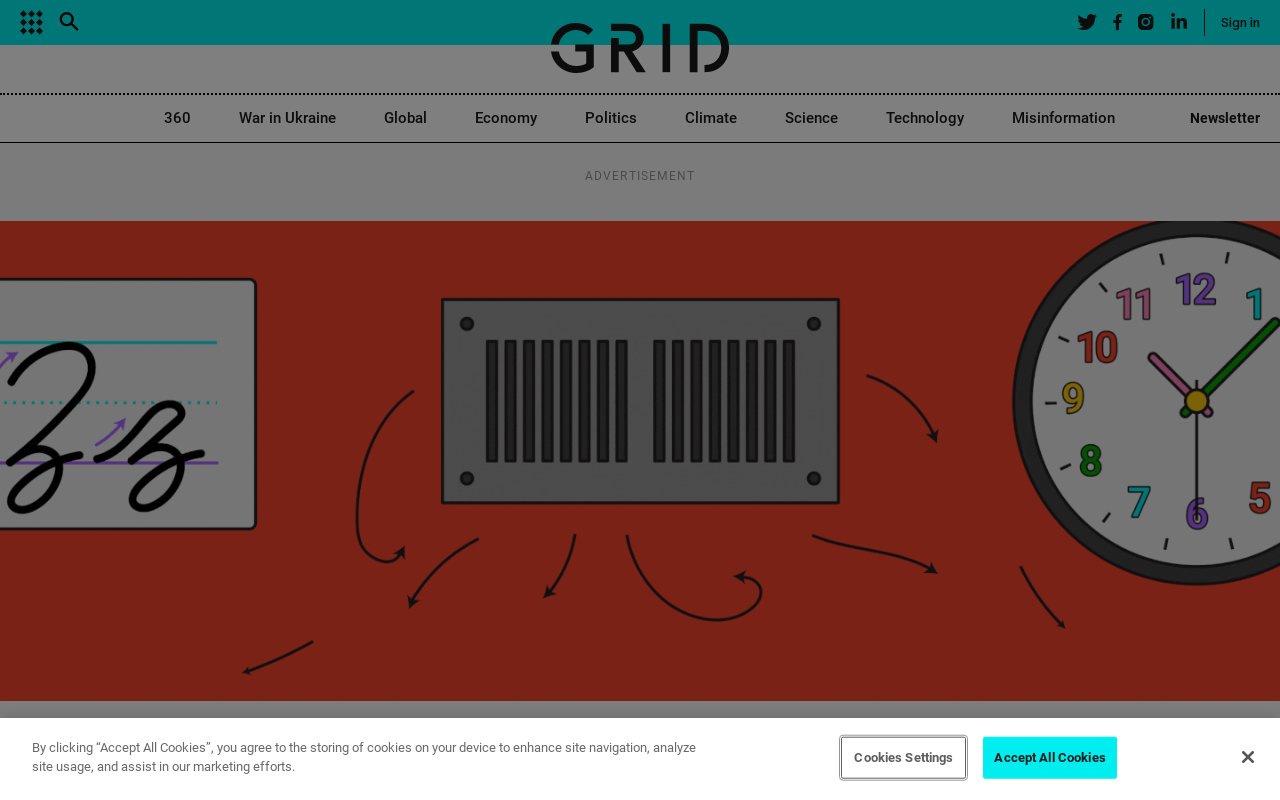 Sign in
GRID
360 War in Ukraine Global Economy Politics Climate Science Technology Misinformation Newsletter
ADVERTISEMENT
12
11 1
10
9
8
7 5
6
Zz
By clicking “Accept All Cookies”, you agree to the storing of cookies on your device to enhance site navigation, analyze
site usage, and assist in our marketing efforts.
Cookies Settings
Accept All Cookies